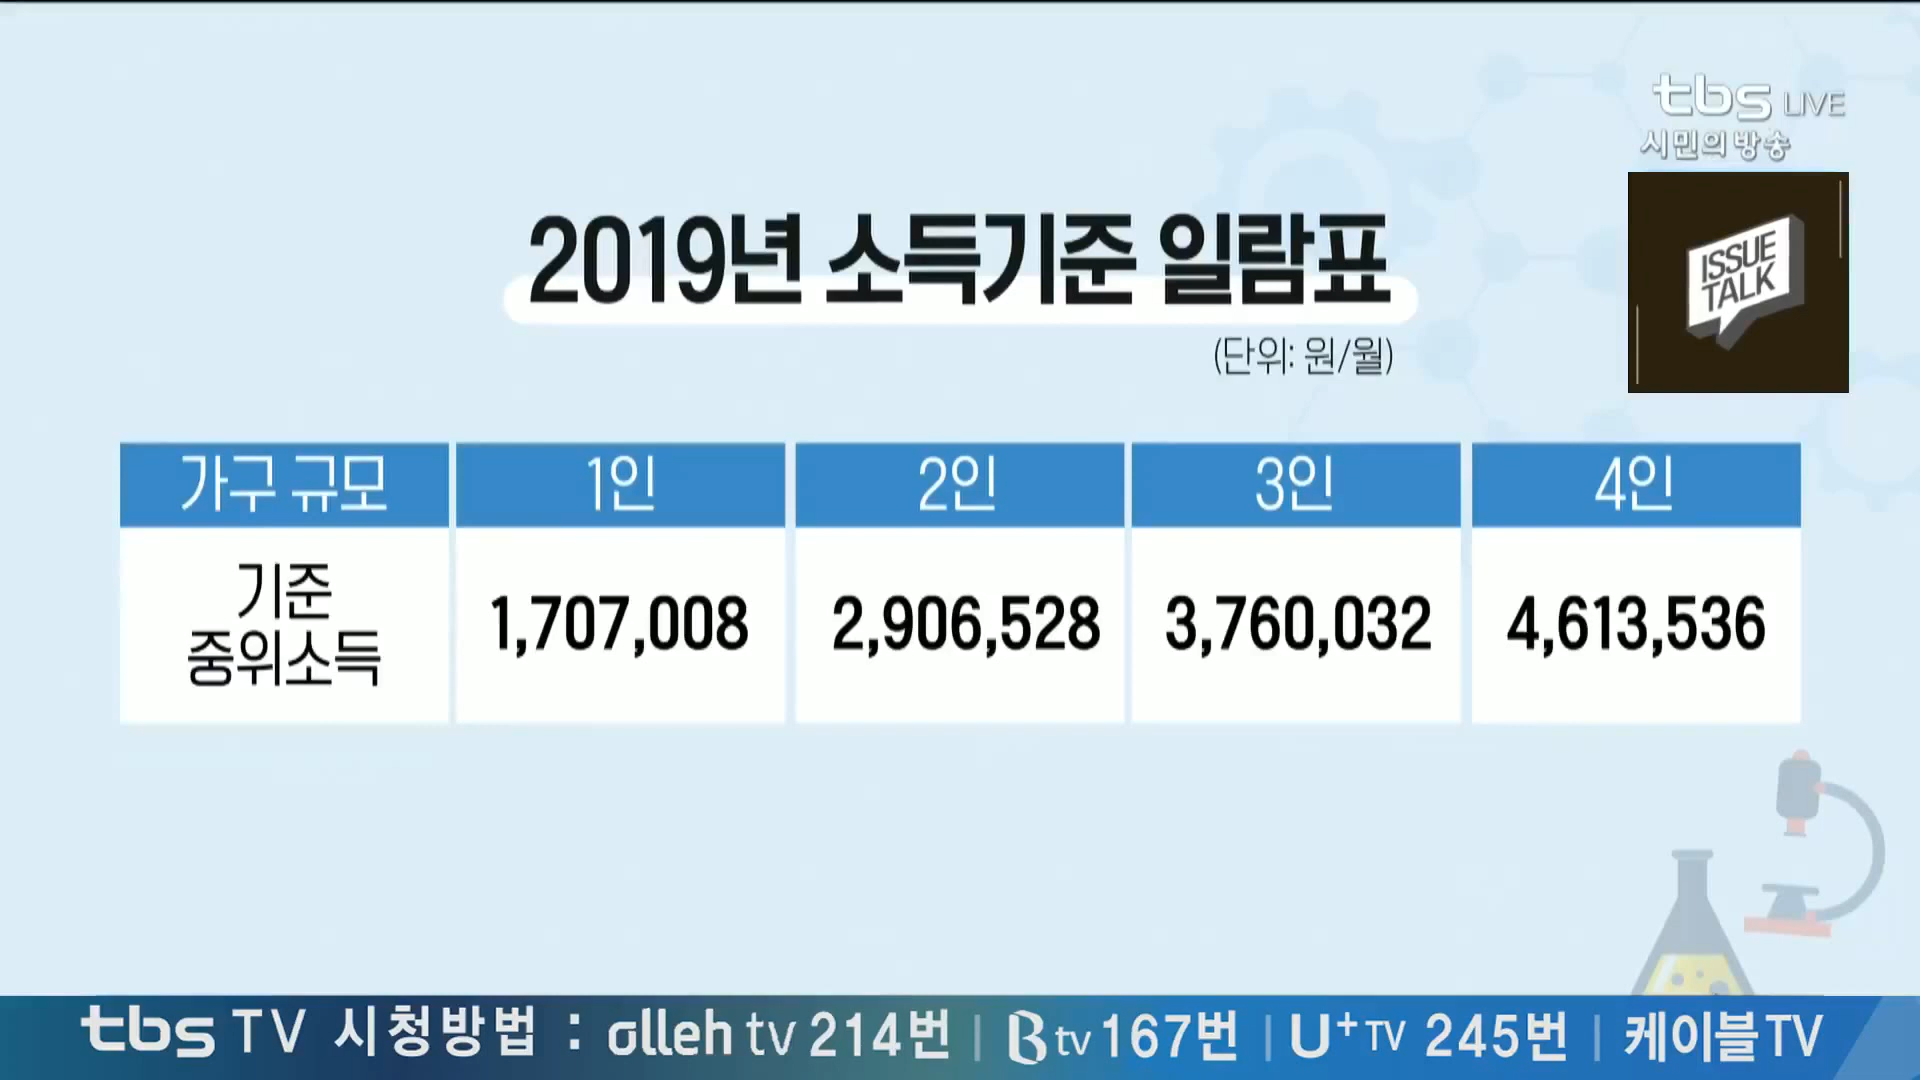 tbs LIVE
시민의 방송
ISSUE
TALK
2019년 소득기준 일람표
(단위: 원/월)
가구 규모 1인 2인 3인 4인
기준
중위소득 1,707,008 2,906,528 3,760,032 4,613,536
tbs TV 시청방법 : olleh tv 214번 | B tv 167번 | U+TV 245번 | 케이블TV